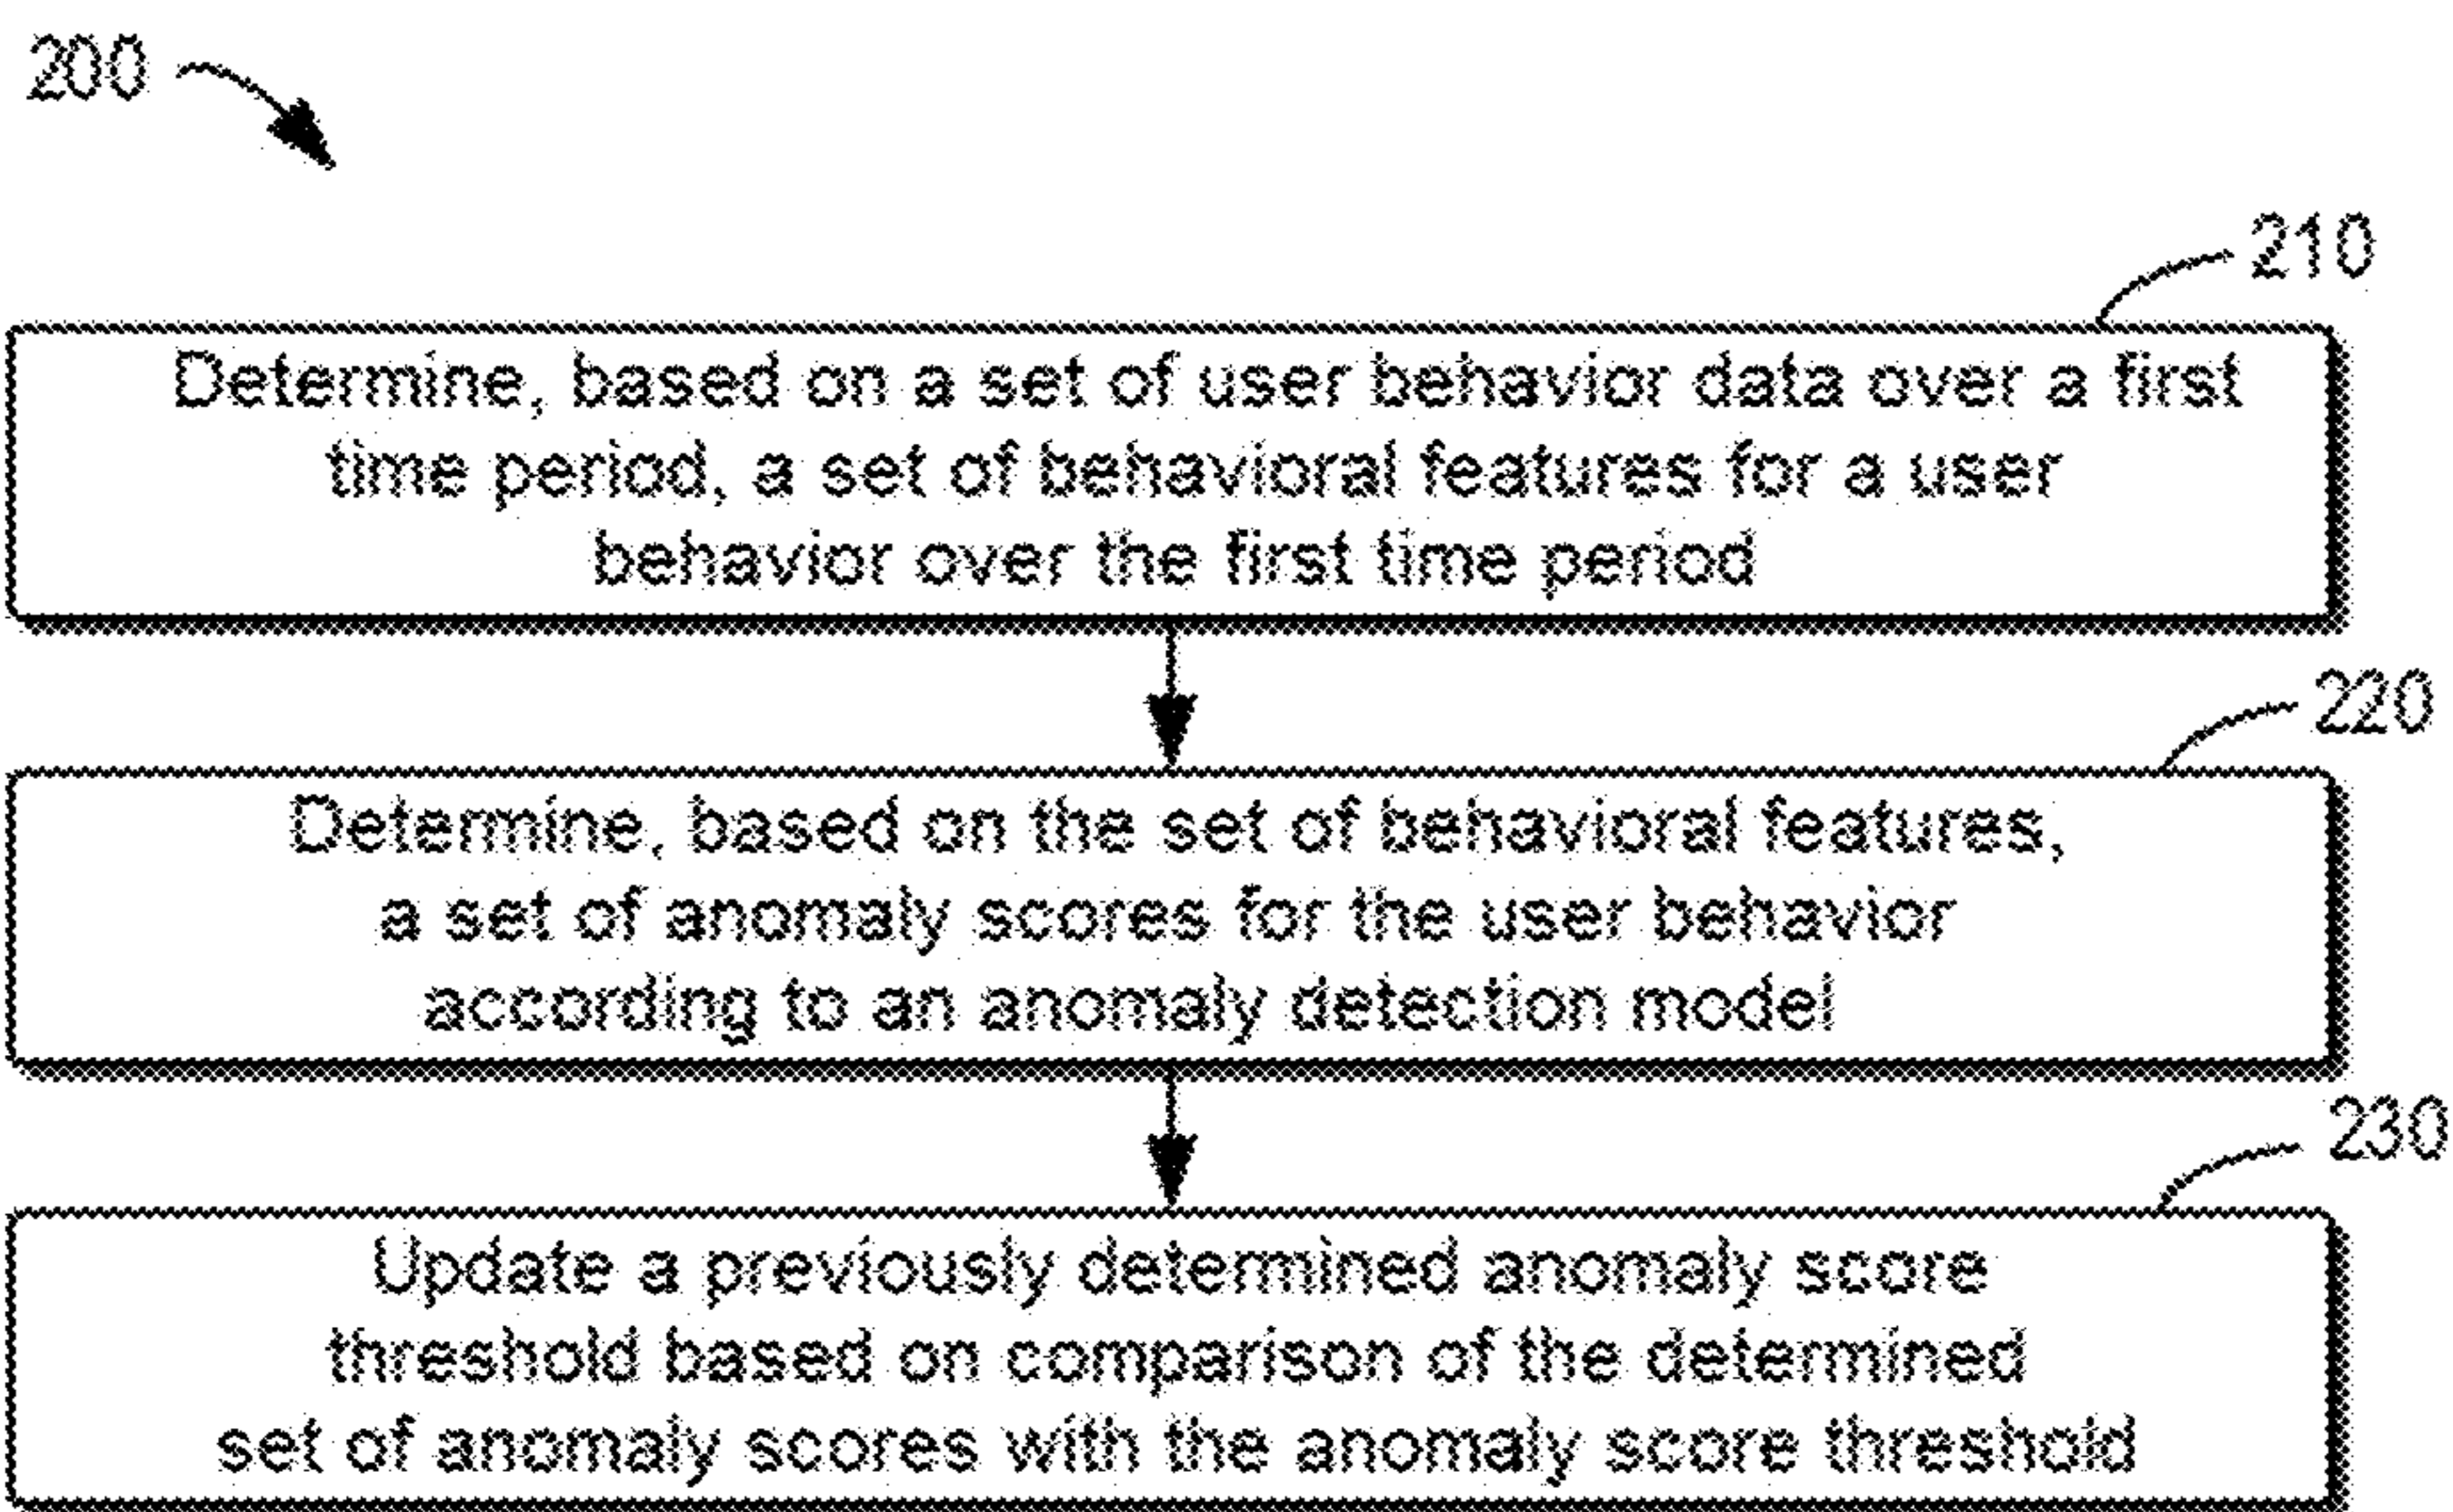 200
210
Determine, based on a set of user behavior data over a first
time period, a set of behavioral features for a user
behavior over the first time period
220
Determine, based on the set of behavioral features,
a set of anomaly scores for the user behavior
according to an anomaly detection model
230
Update a previously determined anomaly score
threshold based on comparison of the determined
set of anomaly scores with the anomaly score threshold